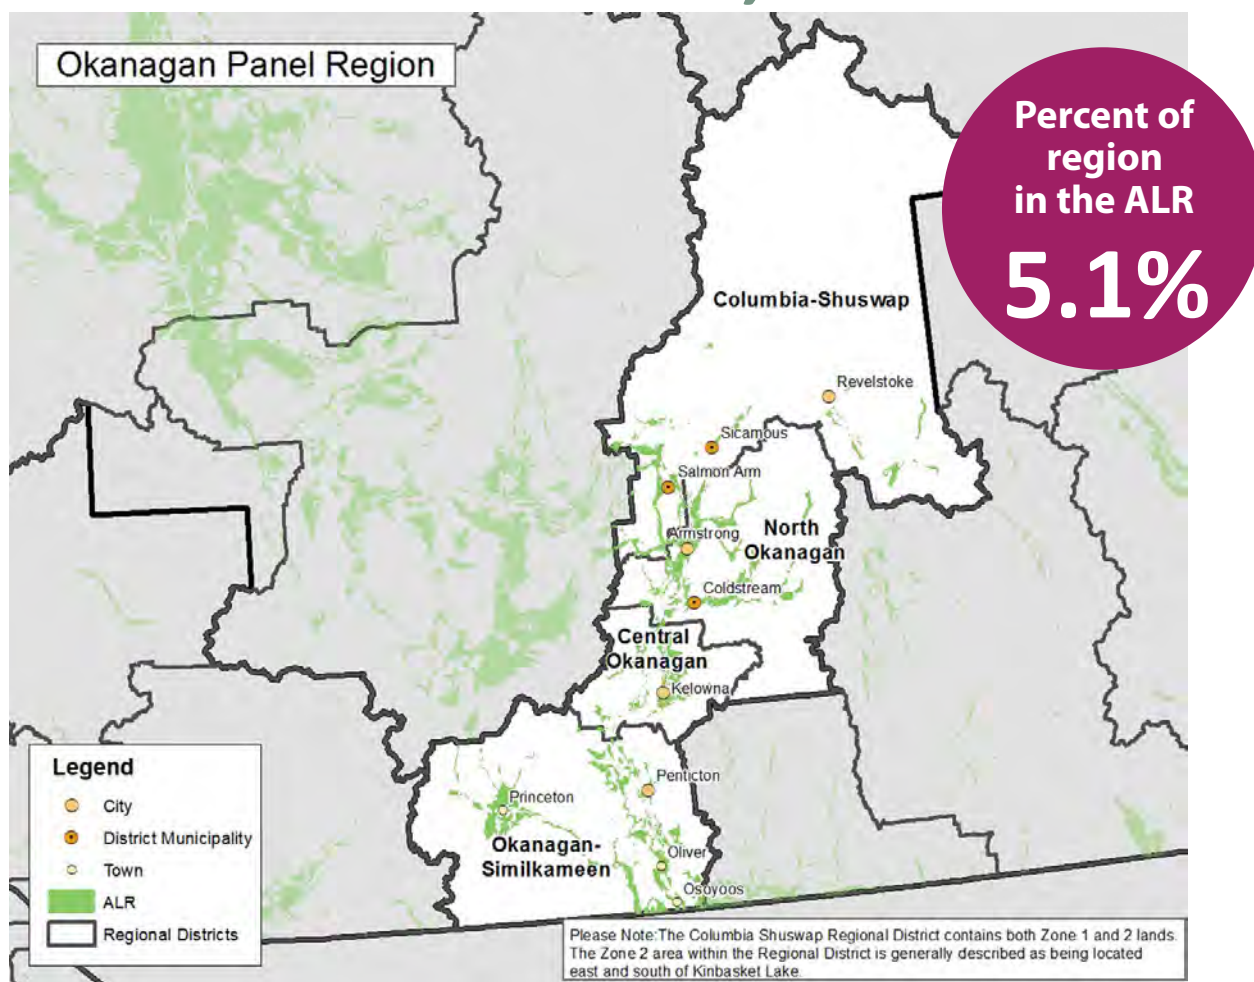 Okanagan Panel Region
Percent of
region
in the ALR
5.1%
Columbia-Shuswap
Revelstoke
Sicamous
Salmon Arm
Armstrong
North
Okanagan
Coldstream
Central
Okanagan
Kelowna
Penticton
Princeton
Okanagan-
Similkameen
Oliver
Osoyoos
Legend
City
District Municipality
Town
ALR
Regional Districts
Please Note:The Columbia Shuswap Regional District contains both Zone 1 and 2 lands.
The Zone 2 area within the Regional District is generally described as being located
east and south of Kinbasket Lake.